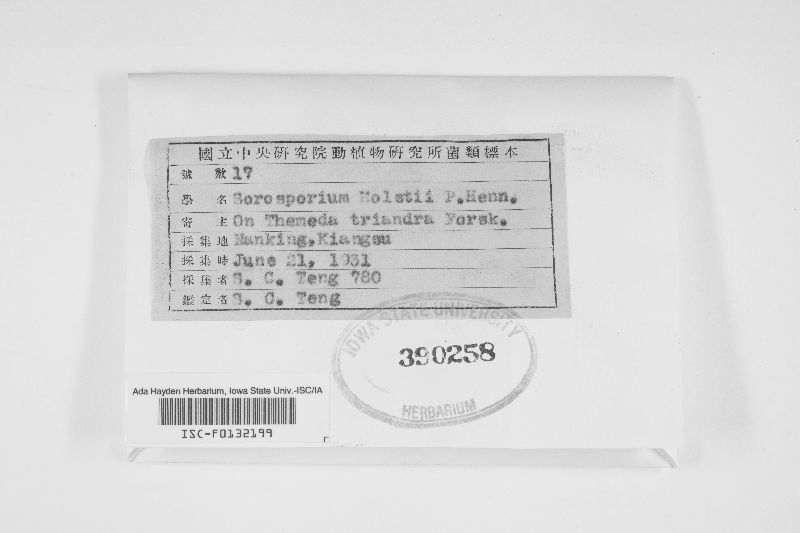 國立中央研究院動植物研究所菌類標本
號數 17
學名 Sorosporium Holstii P.Henn.
寄主 On Themeda triandra Forsk.
採集地 Nanking,Kiangsu
採集時 June 21, 1931
採集者 S. C. Teng 780
鑑定者 S. C. Teng
IOWA STATE UNIVERSITY
390258
HERBARIUM
Ada Hayden Herbarium, Iowa State Univ.-ISC/IA
ISC-F0132199